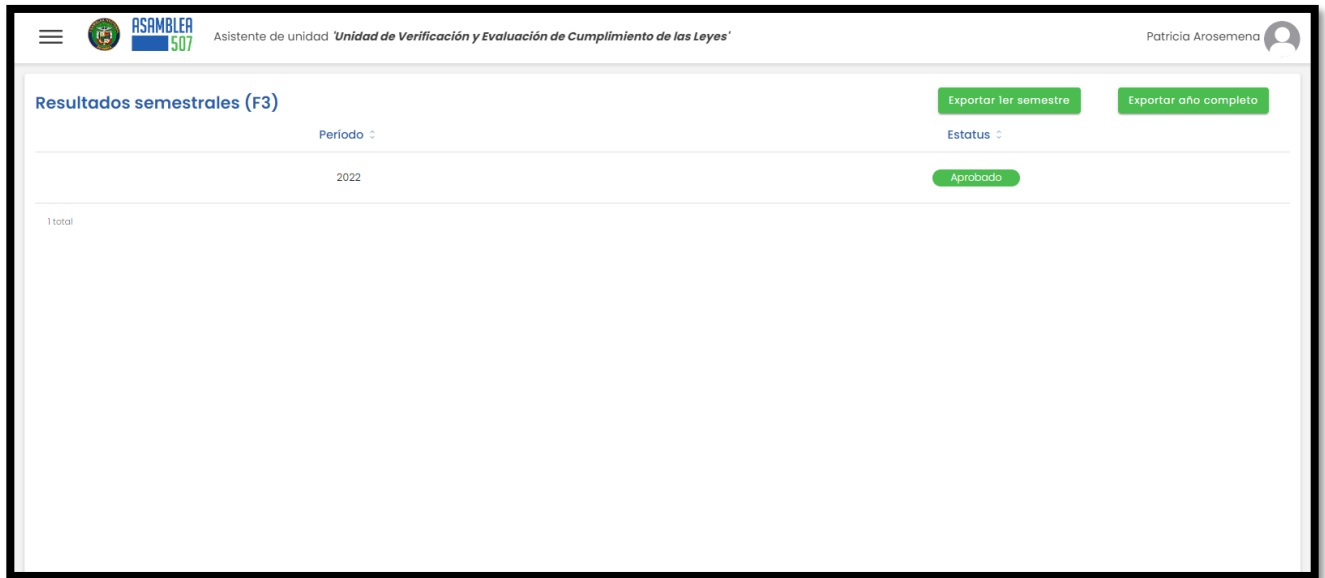 ASAMBLEA
507
Asistente de unidad 'Unidad de Verificación y Evaluación de Cumplimiento de las Leyes'
Patricia Arosemena
Resultados semestrales (F3)
Exportar 1er semestre
Exportar año completo
Período
Estatus
2022
Aprobado
1 total